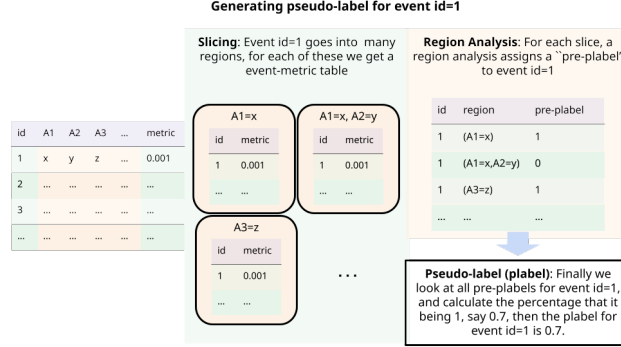 Generating pseudo-label for event id=1
id A1 A2 A3 ... metric
1 x y z ... 0.001
2 ... ... ... ... ...
3 ... ... ... ... ...
... ... ... ... ... ...
Slicing: Event id=1 goes into many
regions, for each of these we get a
event-metric table
A1=x
id metric
1 0.001
... ...
A1=x, A2=y
id metric
1 0.001
... ...
A3=z
id metric
1 0.001
... ...
...
Region Analysis: For each slice, a
region analysis assigns a ``pre-plabel''
to event id=1
id region pre-plabel
1 (A1=x) 1
1 (A1=x,A2=y) 0
1 (A3=z) 1
... ... ...
Pseudo-label (plabel): Finally we
look at all pre-plabels for event id=1,
and calculate the percentage that it
being 1, say 0.7, then the plabel for
event id=1 is 0.7.